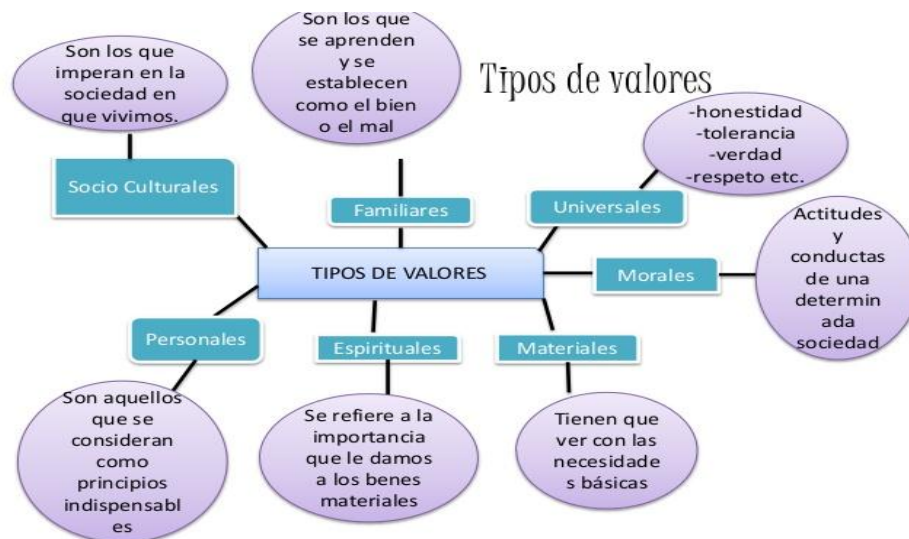 Tipos de valores
Son los que
imperan en la
sociedad en
que vivimos.
Son los que
se aprenden
y se
establecen
como el bien
o el mal
-honestidad
-tolerancia
-verdad
-respeto etc.
Socio Culturales
Familiares
Universales
Actitudes
y
conductas
de una
determin
ada
sociedad
TIPOS DE VALORES
Morales
Personales
Espirituales
Materiales
Son aquellos
que se
consideran
como
principios
indispensabl
es
Se refiere a la
importancia
que le damos
a los benes
materiales
Tienen que
ver con las
necesidade
s básicas